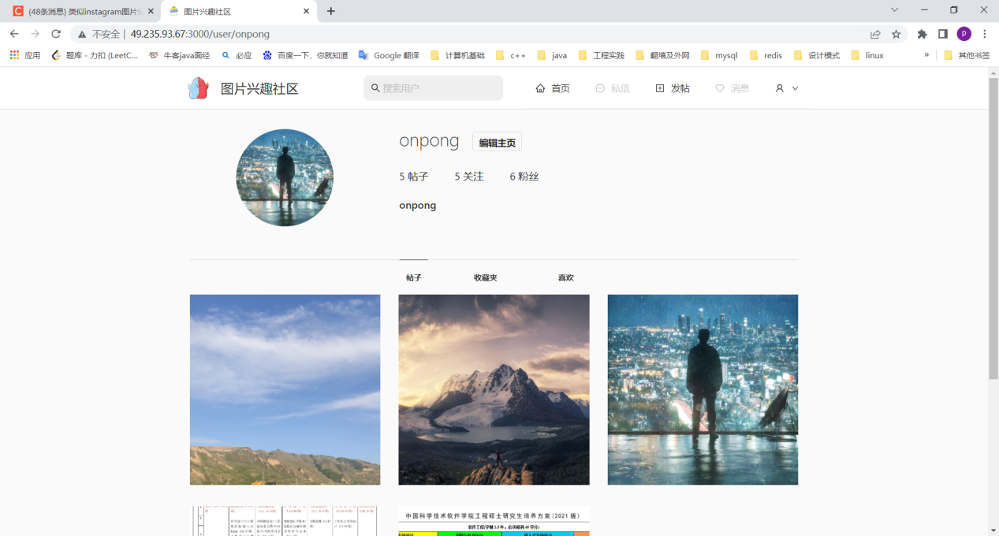 (48条消息) 类似instagram图片
图片兴趣社区
不安全 | 49.235.93.67:3000/user/onpong
应用 题库 - 力扣 (LeetC... 牛客java面经 必应 百度一下，你就知道 Google 翻译 计算机基础 c++ java 工程实践 翻墙及外网 mysql redis 设计模式 linux » 其他书签
图片兴趣社区 搜索用户 首页 私信 发帖 消息
onpong 编辑主页
5 帖子 5 关注 6 粉丝
onpong
帖子 收藏夹 喜欢
中国科学技术软件学院工程硕士研究生培养方案(2021 版)